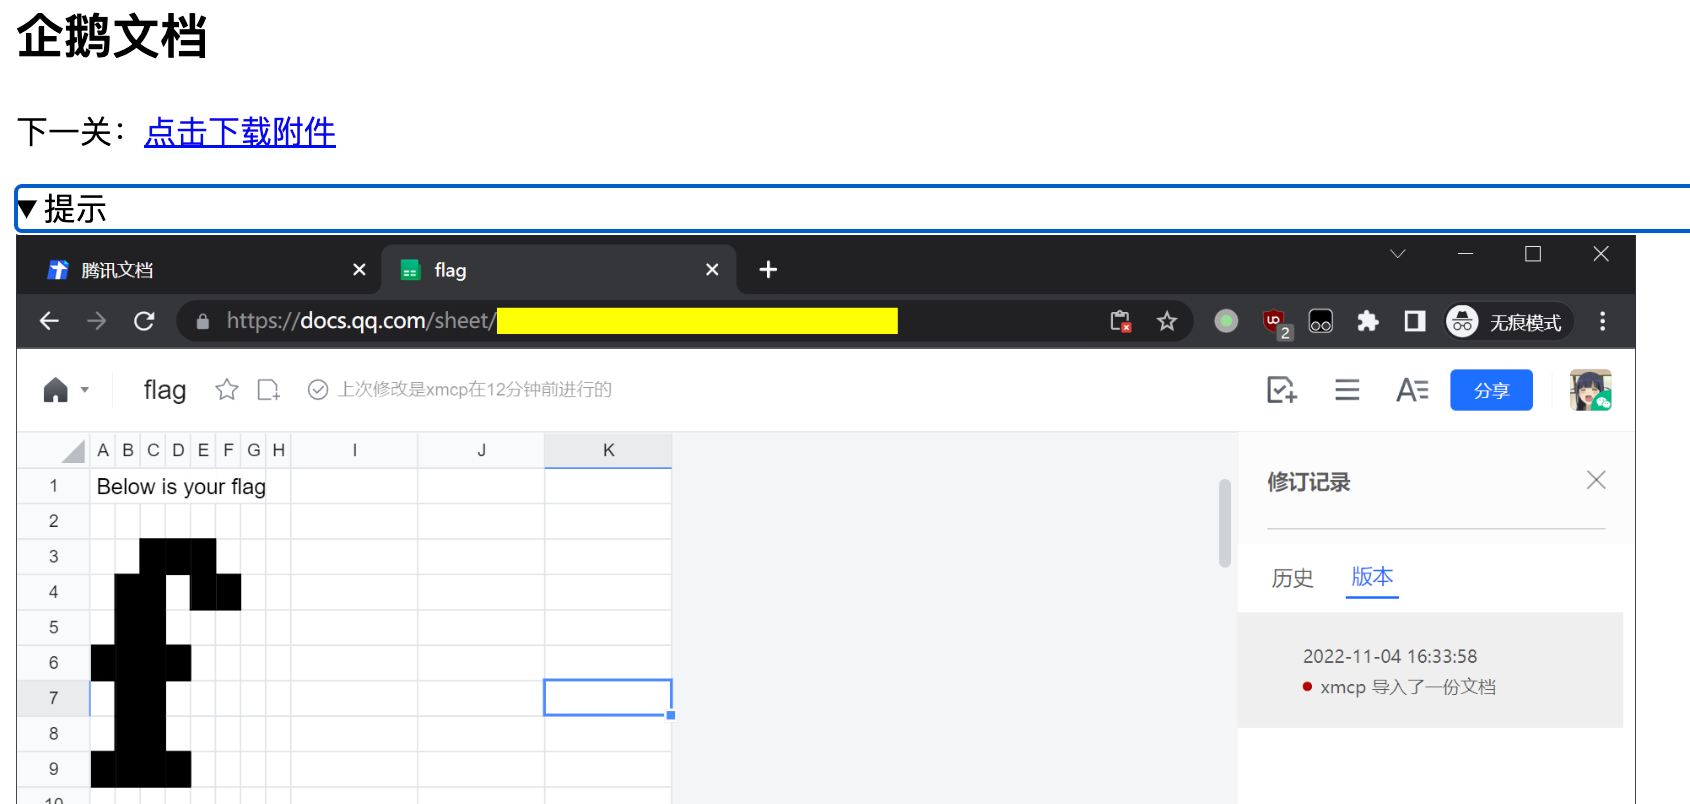 企鹅文档
下一关：点击下载附件
▼ 提示
腾讯文档
flag
https://docs.qq.com/sheet/
2
无痕模式
flag
上次修改是xmcp在12分钟前进行的
分享
A B C D E F G H I J K
1 Below is your flag
2
3
4
5
6
7
8
9
10
修订记录
历史 版本
2022-11-04 16:33:58
xmcp 导入了一份文档